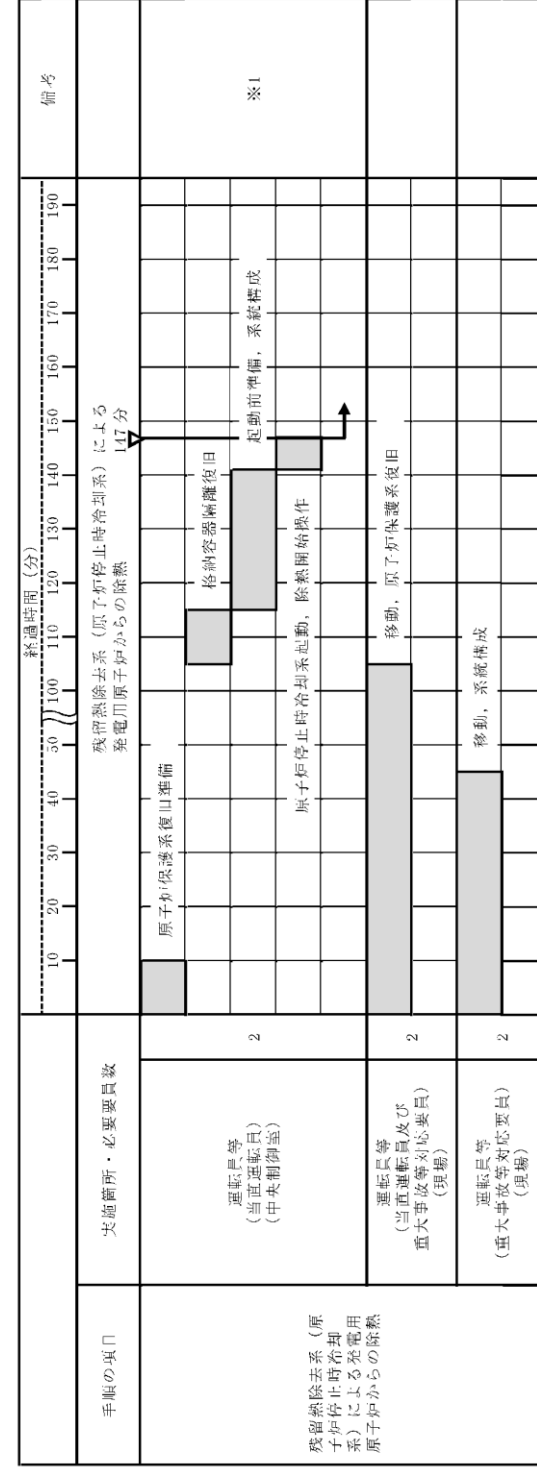 手順の項目
実施箇所・必要要員数
経過時間（分）
備考
10
20
30
40
50
100
110
120
130
140
150
160
170
180
190
残留熱除去系（原子炉停止時冷却系）による
発電用原子炉からの除熱
147分
残留熱除去系（原
子炉停止時冷却
系）による発電用
原子炉からの除熱
運転員等
（当直運転員）
（中央制御室）
2
原子炉保護系復旧準備
格納容器隔離復旧
起動前準備，系統構成
原子炉停止時冷却系起動，除熱開始操作
※1
運転員等
（当直運転員及び
重大事故等対応要員）
（現場）
2
移動，原子炉保護系復旧
運転員等
（重大事故等対応要員）
（現場）
2
移動，系統構成